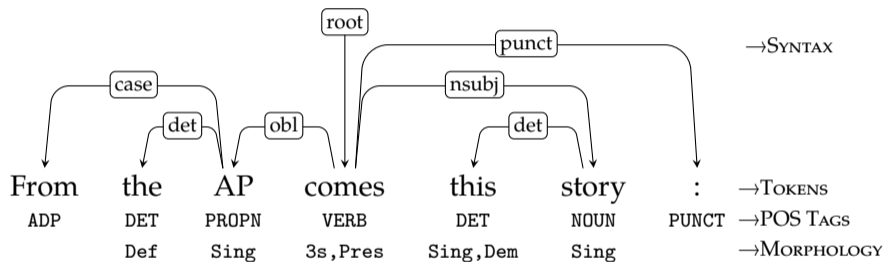 root
punct →SYNTAX
case nsubj
det obl det
From the AP comes this story : →TOKENS
ADP DET PROPN VERB DET NOUN PUNCT →POS TAGS
Def Sing 3s,Pres Sing,Dem Sing →MORPHOLOGY